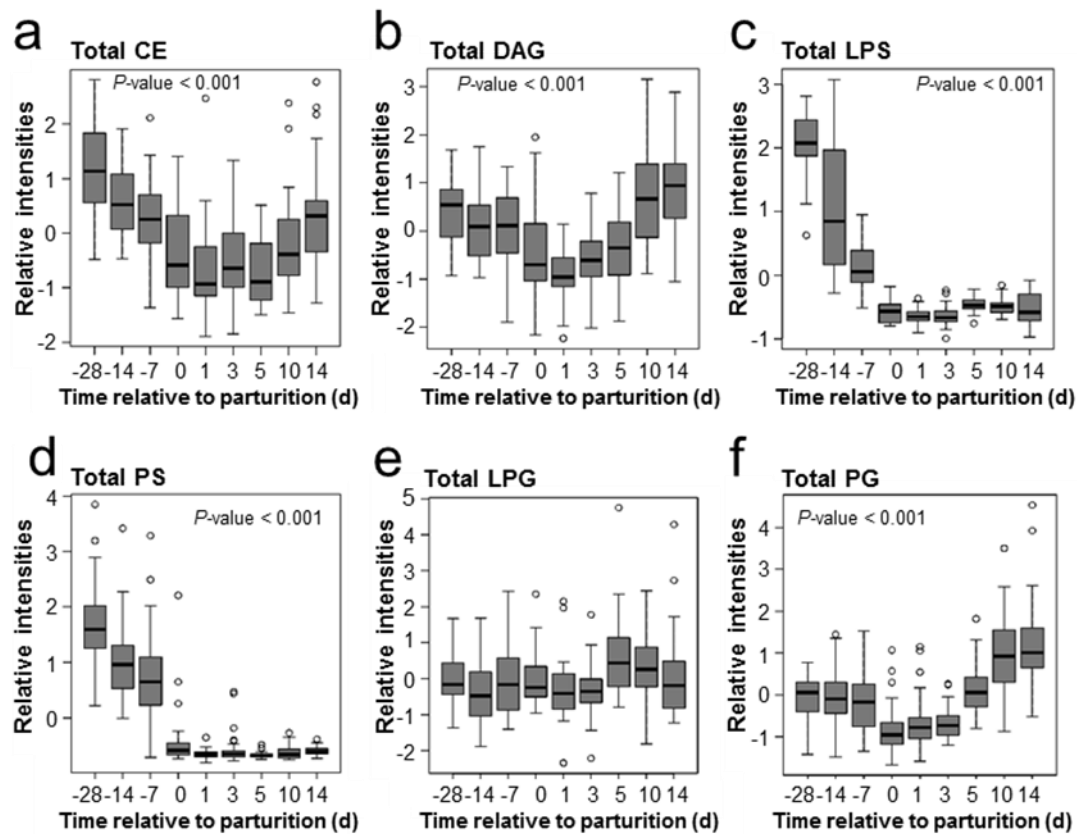 a Total CE
P-value < 0.001
Relative intensities
2
1
0
-1
-2
-28 -14 -7 0 1 3 5 10 14
Time relative to parturition (d)
b Total DAG
P-value < 0.001
Relative intensities
3
2
1
0
-1
-2
-28 -14 -7 0 1 3 5 10 14
Time relative to parturition (d)
c Total LPS
P-value < 0.001
Relative intensities
3
2
1
0
-1
-28 -14 -7 0 1 3 5 10 14
Time relative to parturition (d)
d Total PS
P-value < 0.001
Relative intensities
4
3
2
1
0
-28 -14 -7 0 1 3 5 10 14
Time relative to parturition (d)
e Total LPG
Relative intensities
5
4
3
2
1
0
-1
-2
-28 -14 -7 0 1 3 5 10 14
Time relative to parturition (d)
f Total PG
P-value < 0.001
Relative intensities
4
3
2
1
0
-1
-28 -14 -7 0 1 3 5 10 14
Time relative to parturition (d)